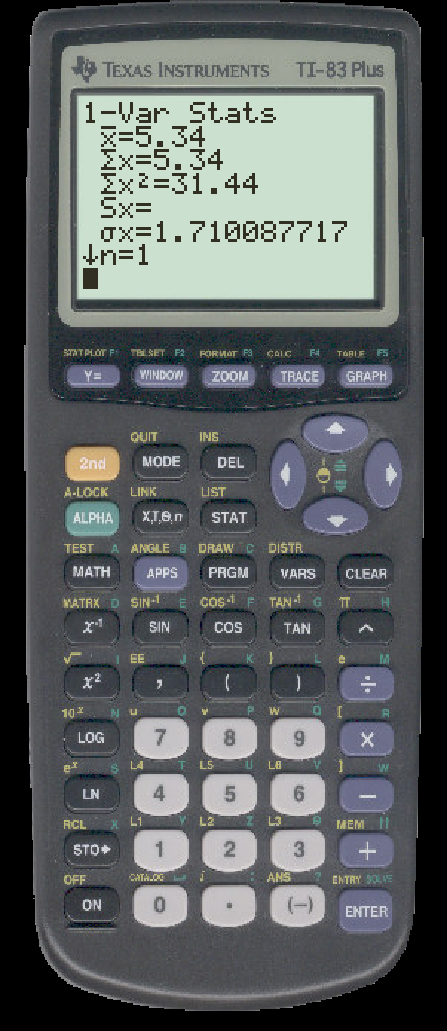 TEXAS INSTRUMENTS TI-83 Plus
1-Var Stats
x̄=5.34
Σx=5.34
Σx²=31.44
Sx=
σx=1.710087717
↓n=1
STAT PLOT F1 TBLSET F2 FORMAT F3 CALC F4 TABLE F5
Y= WINDOW ZOOM TRACE GRAPH
QUIT INS
2nd MODE DEL
A-LOCK LINK LIST
ALPHA X,T,θ,n STAT
TEST A ANGLE B DRAW C DISTR
MATH APPS PRGM VARS CLEAR
MATRX D SIN-1 E COS-1 F TAN-1 G π H
x-1 SIN COS TAN ^
√ I EE J { K } L e M
x² , ( ) ÷
10x N u O v P w Q [ R
LOG 7 8 9 ×
ex S L4 T L5 U L6 V ] W
LN 4 5 6 −
RCL X L1 Y L2 Z L3 θ MEM "
STO➧ 1 2 3 +
OFF CATALOG i : ANS ? ENTRY SOLVE
ON 0 . (−) ENTER